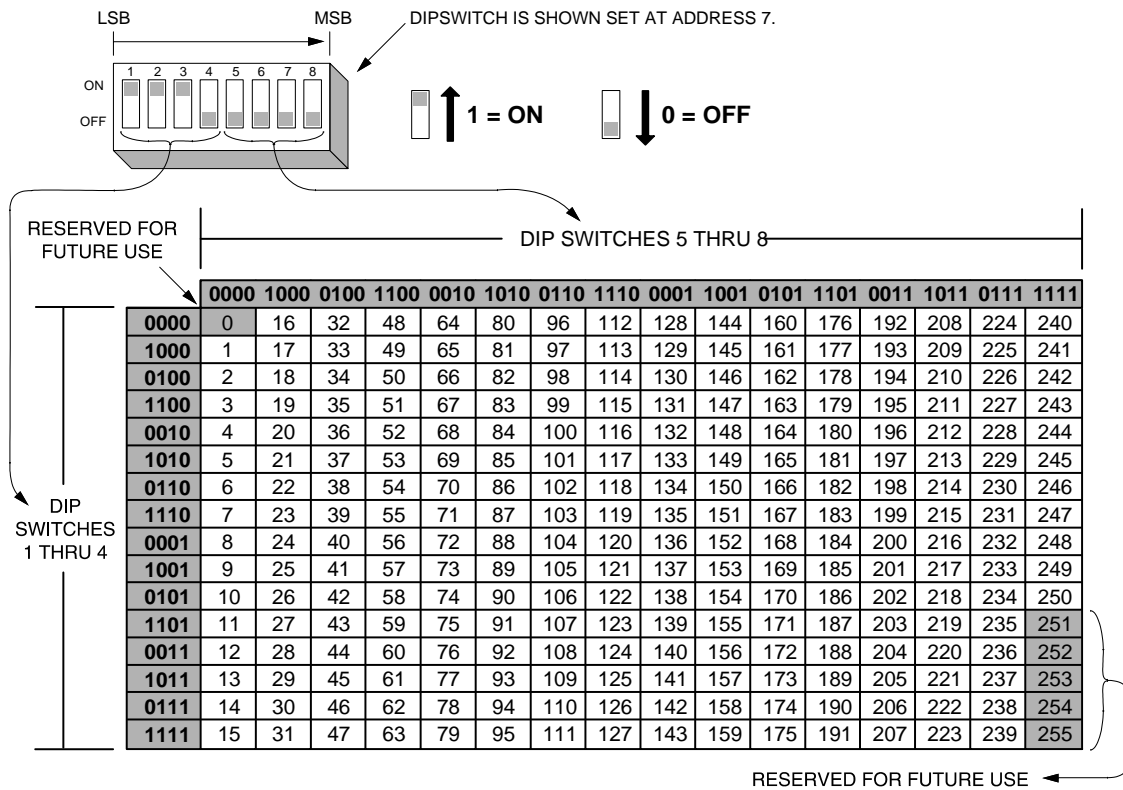 LSB MSB DIPSWITCH IS SHOWN SET AT ADDRESS 7.
1 2 3 4 5 6 7 8
ON
OFF
1 = ON 0 = OFF
RESERVED FOR
FUTURE USE
DIP SWITCHES 5 THRU 8
0000 1000 0100 1100 0010 1010 0110 1110 0001 1001 0101 1101 0011 1011 0111 1111
0000 0 16 32 48 64 80 96 112 128 144 160 176 192 208 224 240
1000 1 17 33 49 65 81 97 113 129 145 161 177 193 209 225 241
0100 2 18 34 50 66 82 98 114 130 146 162 178 194 210 226 242
1100 3 19 35 51 67 83 99 115 131 147 163 179 195 211 227 243
0010 4 20 36 52 68 84 100 116 132 148 164 180 196 212 228 244
1010 5 21 37 53 69 85 101 117 133 149 165 181 197 213 229 245
0110 6 22 38 54 70 86 102 118 134 150 166 182 198 214 230 246
1110 7 23 39 55 71 87 103 119 135 151 167 183 199 215 231 247
0001 8 24 40 56 72 88 104 120 136 152 168 184 200 216 232 248
1001 9 25 41 57 73 89 105 121 137 153 169 185 201 217 233 249
0101 10 26 42 58 74 90 106 122 138 154 170 186 202 218 234 250
1101 11 27 43 59 75 91 107 123 139 155 171 187 203 219 235 251
0011 12 28 44 60 76 92 108 124 140 156 172 188 204 220 236 252
1011 13 29 45 61 77 93 109 125 141 157 173 189 205 221 237 253
0111 14 30 46 62 78 94 110 126 142 158 174 190 206 222 238 254
1111 15 31 47 63 79 95 111 127 143 159 175 191 207 223 239 255
DIP
SWITCHES
1 THRU 4
RESERVED FOR FUTURE USE